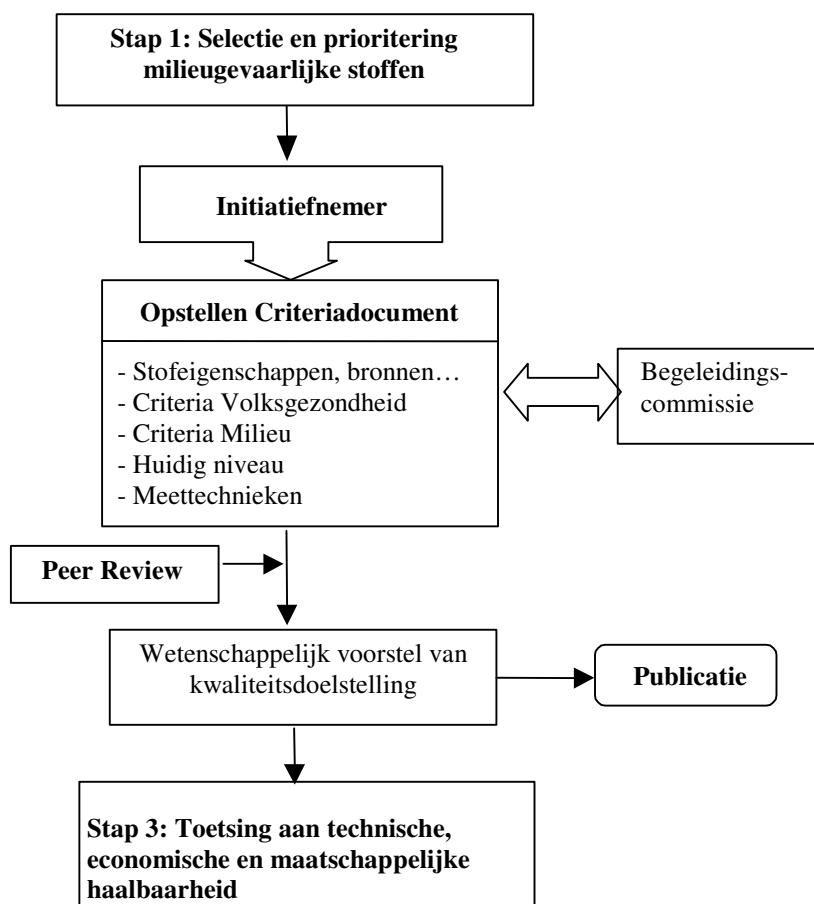 Stap 1: Selectie en prioritering
milieugevaarlijke stoffen
Initiatiefnemer
Opstellen Criteriadocument
- Stofeigenschappen, bronnen…
- Criteria Volksgezondheid
- Criteria Milieu
- Huidig niveau
- Meettechnieken
Begeleidings-
commissie
Peer Review
Wetenschappelijk voorstel van
kwaliteitsdoelstelling
Publicatie
Stap 3: Toetsing aan technische,
economische en maatschappelijke
haalbaarheid